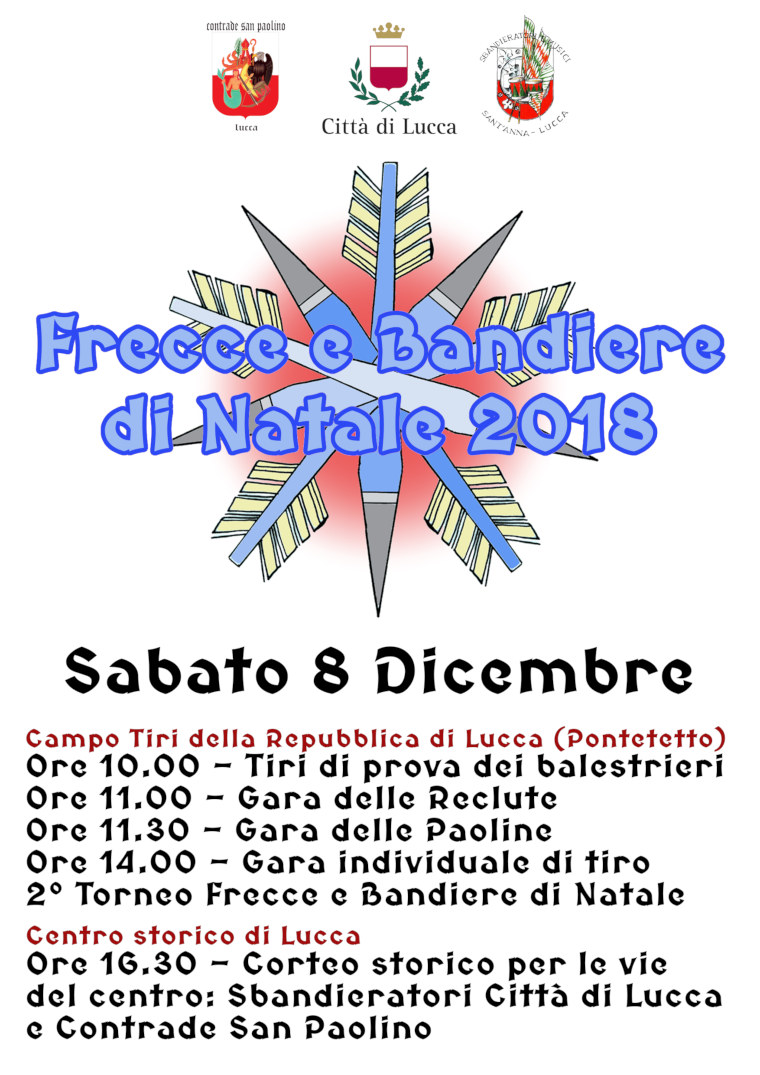 contrade san paolino
lucca
Città di Lucca
SBANDIERATORI E MUSICI
SANT'ANNA - LUCCA
Frecce e Bandiere
di Natale 2018
Sabato 8 Dicembre
Campo Tiri della Repubblica di Lucca (Pontetetto)
Ore 10.00 – Tiri di prova dei balestrieri
Ore 11.00 – Gara delle Reclute
Ore 11.30 – Gara delle Paoline
Ore 14.00 – Gara individuale di tiro
2° Torneo Frecce e Bandiere di Natale
Centro storico di Lucca
Ore 16.30 – Corteo storico per le vie
del centro: Sbandieratori Città di Lucca
e Contrade San Paolino